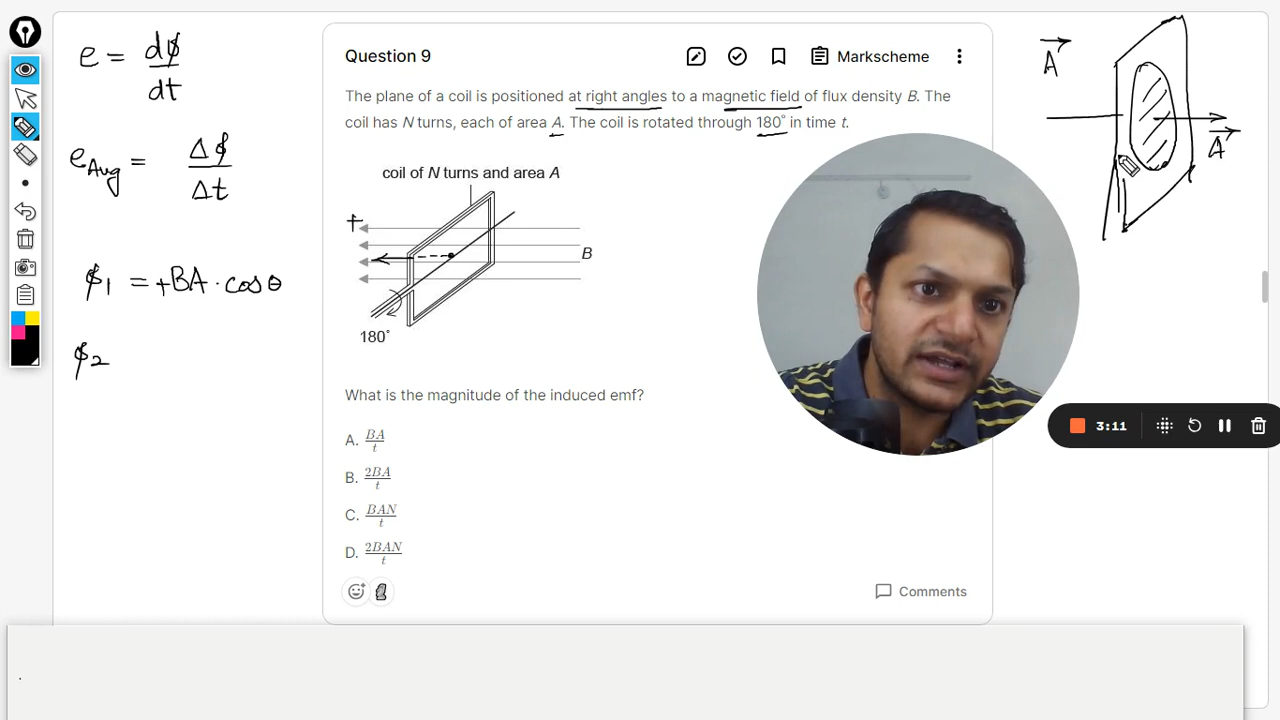 e = dφ/dt
e Avg = Δφ/Δt
φ1 = +BA · cos θ
φ2
Question 9
Markscheme
The plane of a coil is positioned at right angles to a magnetic field of flux density B. The
coil has N turns, each of area A. The coil is rotated through 180° in time t.
coil of N turns and area A
+
B
180°
What is the magnitude of the induced emf?
A. BA/t
B. 2BA/t
C. BAN/t
D. 2BAN/t
Comments
A⃗
A⃗
3:11